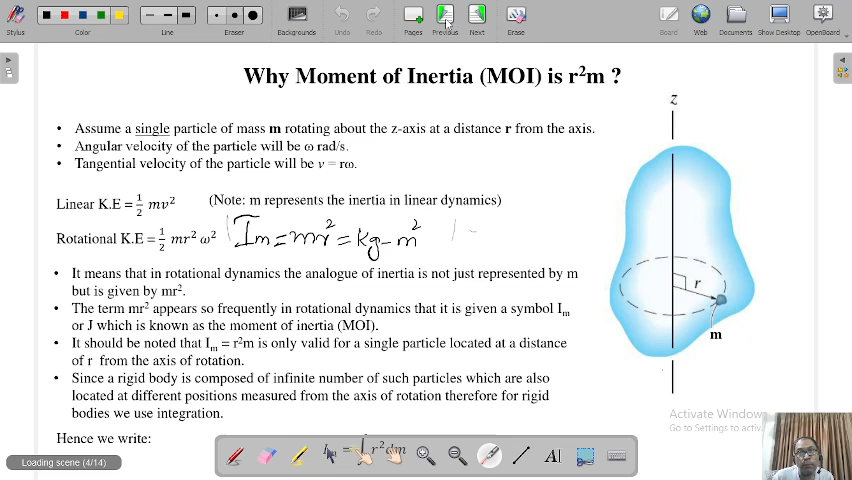 Stylus
Color
Line
Eraser
Backgrounds
Undo
Redo
Pages
Previous
Next
Erase
Board
Web
Documents
Show Desktop
OpenBoard
Why Moment of Inertia (MOI) is r²m ?
• Assume a single particle of mass m rotating about the z-axis at a distance r from the axis.
• Angular velocity of the particle will be ω rad/s.
• Tangential velocity of the particle will be v = rω.
Linear K.E = 1/2 mv² (Note: m represents the inertia in linear dynamics)
Rotational K.E = 1/2 mr² ω² Im = mr² = kg-m²
• It means that in rotational dynamics the analogue of inertia is not just represented by m
but is given by mr².
• The term mr² appears so frequently in rotational dynamics that it is given a symbol Im
or J which is known as the moment of inertia (MOI).
• It should be noted that Im = r²m is only valid for a single particle located at a distance
of r from the axis of rotation.
• Since a rigid body is composed of infinite number of such particles which are also
located at different positions measured from the axis of rotation therefore for rigid
bodies we use integration.
Hence we write:
Im = ∫ r² dm
z
r
m
Activate Window
Go to Settings to activ
Loading scene (4/14)
A